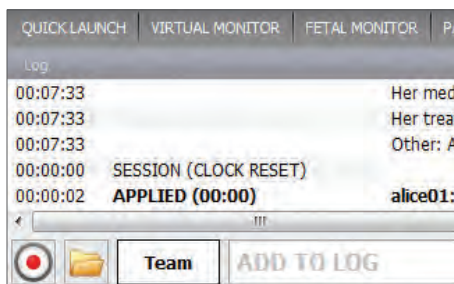 QUICK LAUNCH VIRTUAL MONITOR FETAL MONITOR
Log
00:07:33 Her med
00:07:33 Her trea
00:07:33 Other: A
00:00:00 SESSION (CLOCK RESET)
00:00:02 APPLIED (00:00) alice01:
Team ADD TO LOG